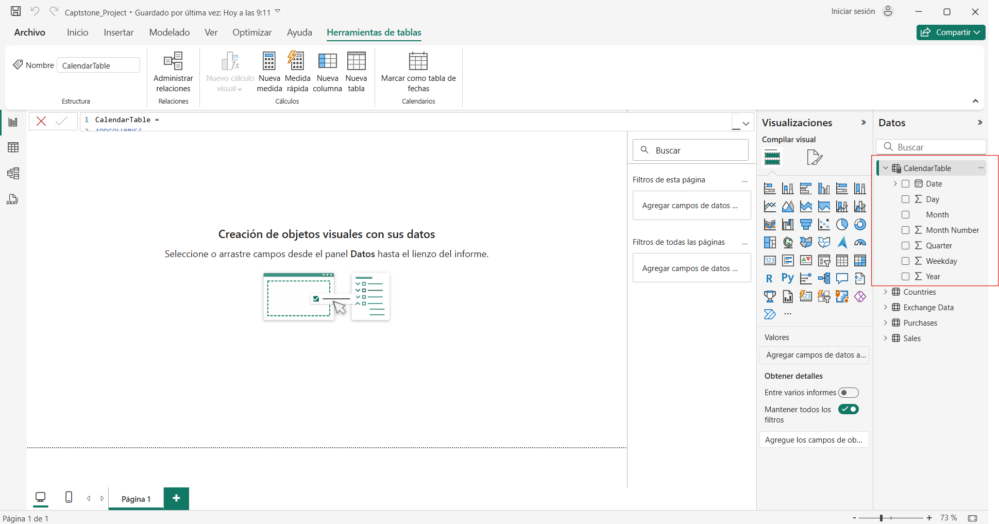 Captstone_Project • Guardado por última vez: Hoy a las 9:11
Iniciar sesión
Archivo
Inicio
Insertar
Modelado
Ver
Optimizar
Ayuda
Herramientas de tablas
Compartir
Nombre
CalendarTable
Estructura
Administrar relaciones
Relaciones
Nuevo cálculo visual
Nueva medida
Medida rápida
Nueva columna
Nueva tabla
Cálculos
Marcar como tabla de fechas
Calendarios
1 CalendarTable =
2 ADDCOLUMNS(
DAX
Creación de objetos visuales con sus datos
Seleccione o arrastre campos desde el panel Datos hasta el lienzo del informe.
Buscar
Filtros de esta página ...
Agregar campos de datos ...
Filtros de todas las páginas ...
Agregar campos de datos ...
Visualizaciones
Compilar visual
123
R
Py
123
...
Valores
Agregar campos de datos a...
Obtener detalles
Entre varios informes
Mantener todos los
filtros
Agregue los campos de ob...
Datos
Buscar
CalendarTable ...
Date
Day
Month
Month Number
Quarter
Weekday
Year
Countries
Exchange Data
Purchases
Sales
Página 1
+
Página 1 de 1
- + 73 %